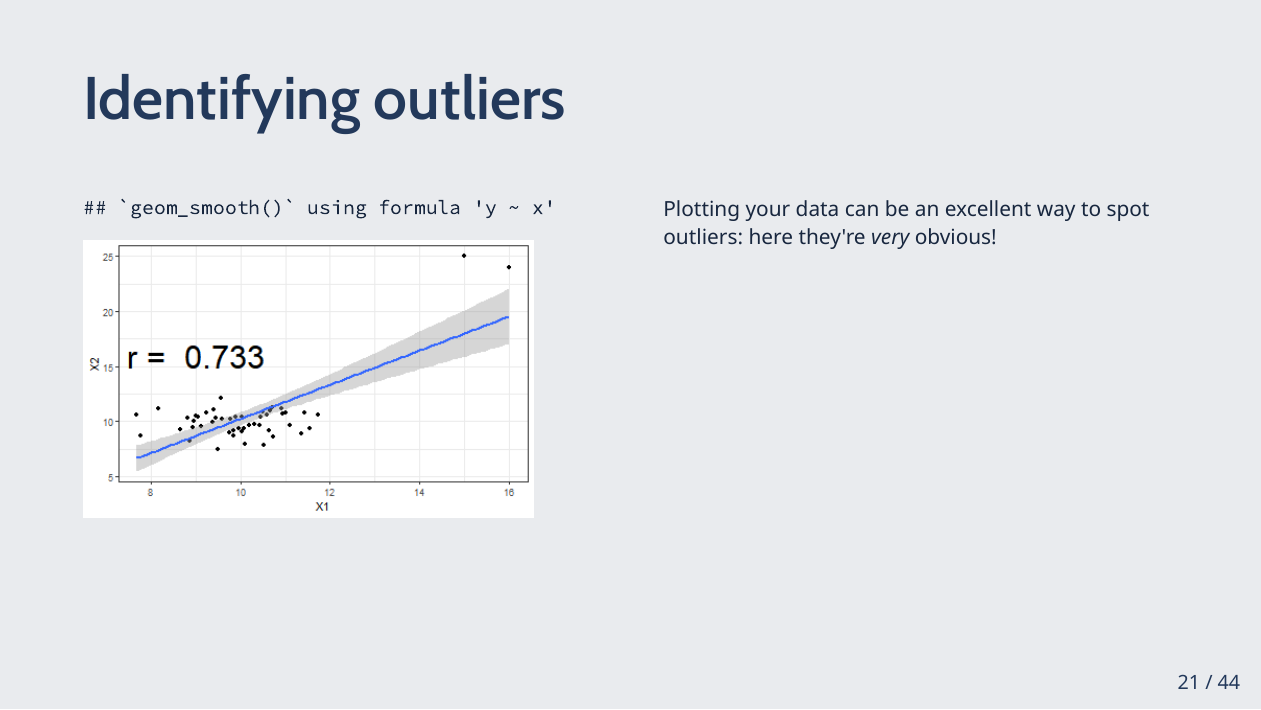 Identifying outliers
## `geom_smooth()` using formula 'y ~ x'
25
20
15
10
5
X2
r = 0.733
8
10
12
14
16
X1
Plotting your data can be an excellent way to spot
outliers: here they're very obvious!
21 / 44